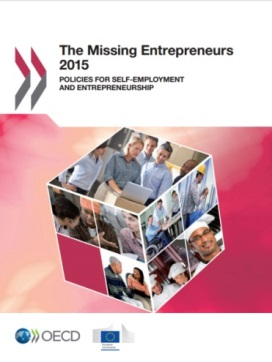 The Missing Entrepreneurs
2015
POLICIES FOR SELF-EMPLOYMENT
AND ENTREPRENEURSHIP
OECD